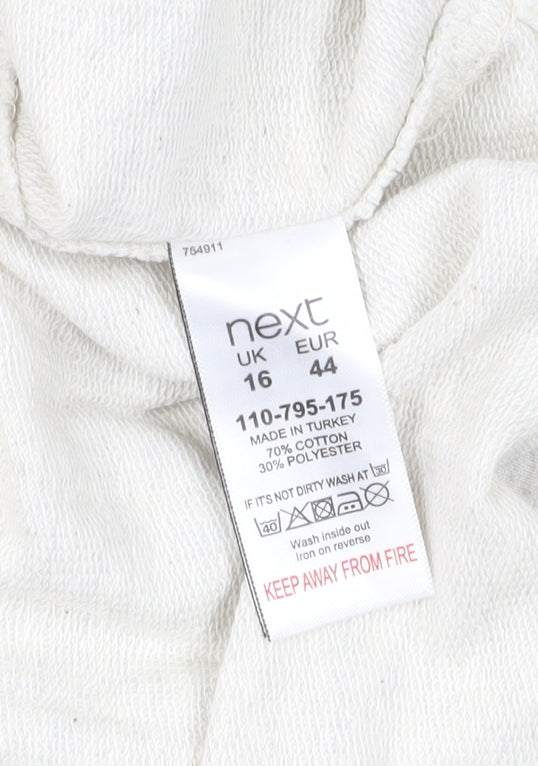 754911
next
UK EUR
16 44
110-795-175
MADE IN TURKEY
70% COTTON
30% POLYESTER
IF IT'S NOT DIRTY WASH AT 30°
40
Wash inside out
Iron on reverse
KEEP AWAY FROM FIRE